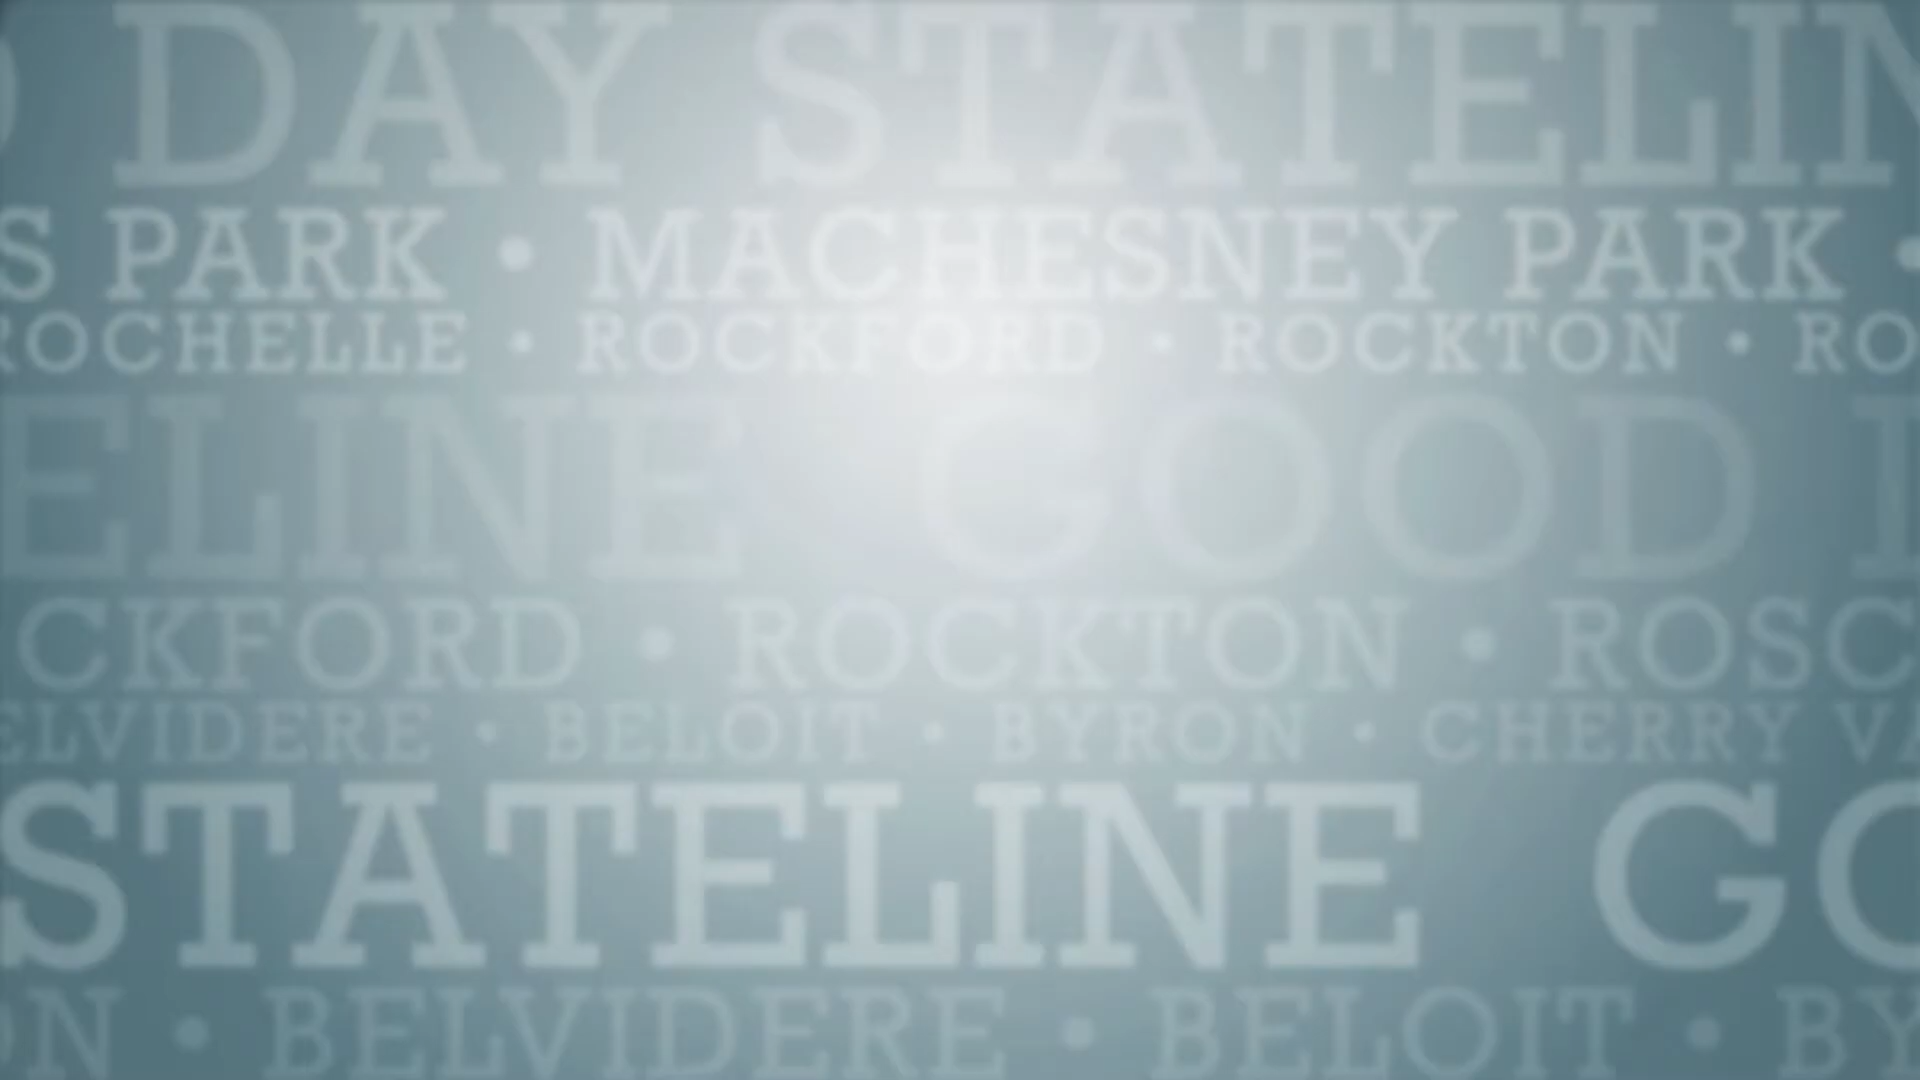 DAY STATELIN
S PARK • MACHESNEY PARK •
ROCHELLE • ROCKFORD • ROCKTON • RO
ELINE GOOD D
CKFORD • ROCKTON • ROSC
ELVIDERE • BELOIT • BYRON • CHERRY VA
STATELINE GO
ON • BELVIDERE • BELOIT • BY